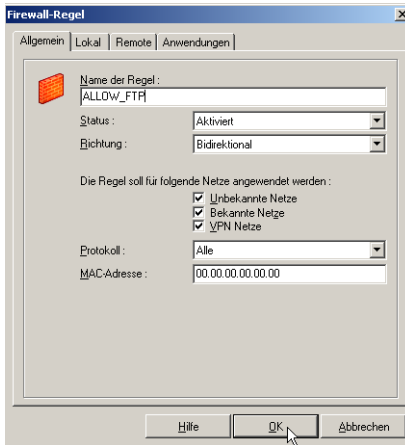 Firewall-Regel
Allgemein Lokal Remote Anwendungen
Name der Regel :
ALLOW_FTP
Status : Aktiviert
Richtung : Bidirektional
Die Regel soll für folgende Netze angewendet werden :
Unbekannte Netze
Bekannte Netze
VPN Netze
Protokoll : Alle
MAC-Adresse : 00.00.00.00.00.00
Hilfe OK Abbrechen